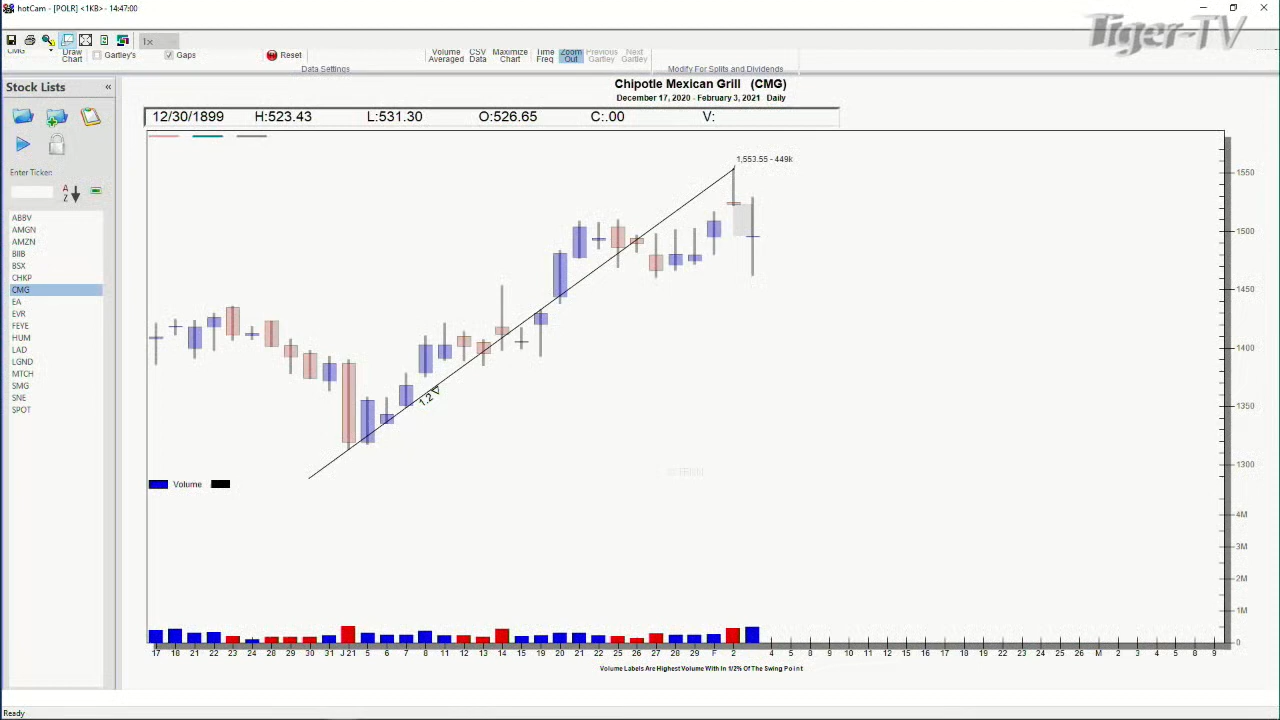 hotCam - [POLR] <1KB> - 14:47:00
Tiger-TV
CMG Draw Chart Gartley's Gaps Reset Volume Averaged CSV Data Maximize Chart Time Freq Zoom Out Previous Gartley Next Gartley
Data Settings Modify For Splits and Dividends
Stock Lists «
Enter Ticker:
A
Z
ABBV
AMGN
AMZN
BIIB
BSX
CHKP
CMG
EA
EVR
FEYE
HUM
LAD
LGND
MTCH
SMG
SNE
SPOT
Chipotle Mexican Grill (CMG)
December 17, 2020 - February 3, 2021 Daily
12/30/1899 H:523.43 L:531.30 O:526.65 C:.00 V:
1,553.55 - 449k
1550
1500
1450
1400
1350
1300
1.2
Volume
4M
3M
2M
1M
0
17 18 21 22 23 24 28 29 30 31 J 21 5 6 7 8 11 12 13 14 15 19 20 21 22 25 26 27 28 29 F 2 4 5 8 9 10 11 12 15 16 17 18 19 22 23 24 25 26 M 2 3 4 5 8 9
Volume Labels Are Highest Volume With In 1/2% Of The Swing Point
Ready